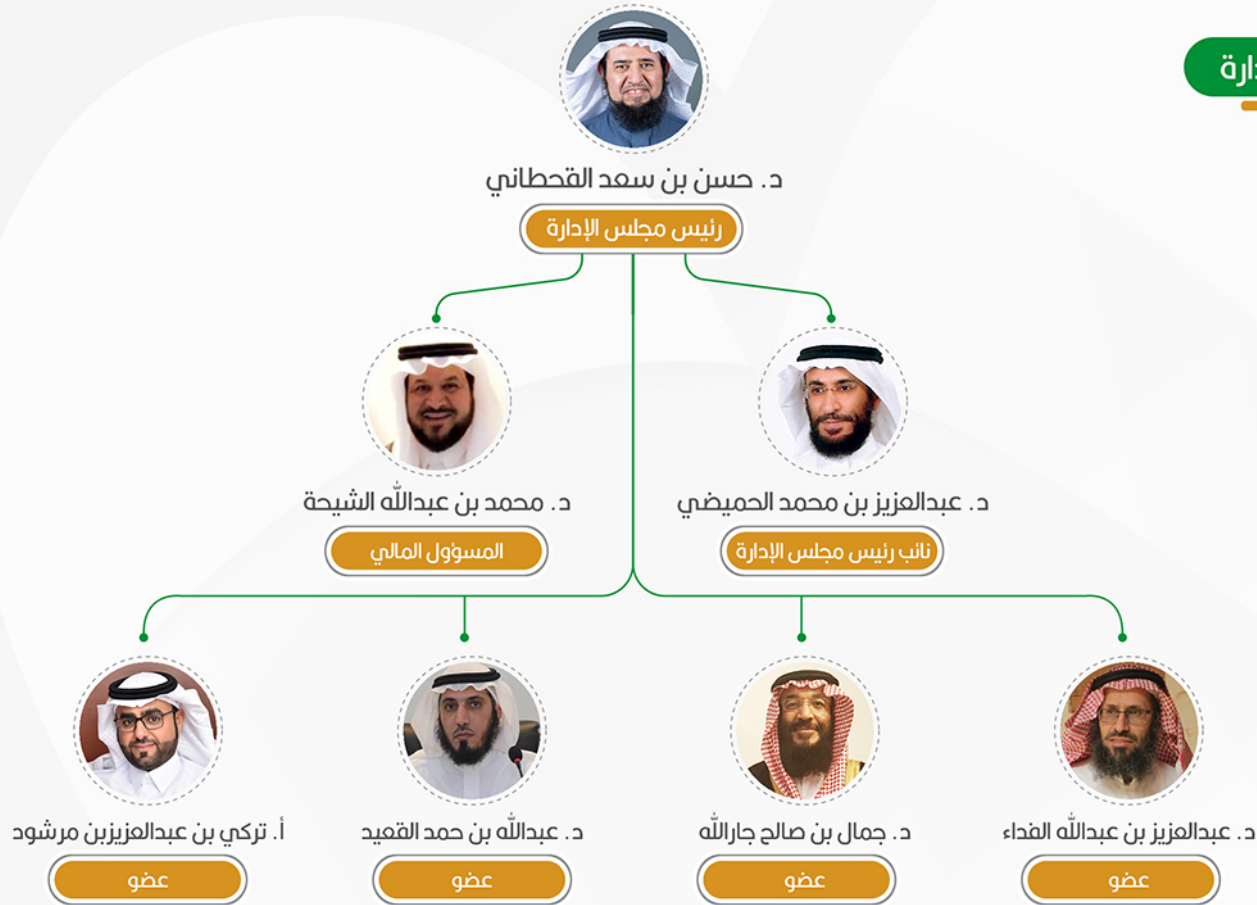 د. حسن بن سعد القحطاني
رئيس مجلس الإدارة
د. عبدالعزيز بن محمد الحميضي
نائب رئيس مجلس الإدارة
د. محمد بن عبدالله الشيحة
المسؤول المالي
د. عبدالعزيز بن عبدالله الفداء
عضو
د. جمال بن صالح جارالله
عضو
د. عبدالله بن حمد القعيد
عضو
أ. تركي بن عبدالعزيزبن مرشود
عضو